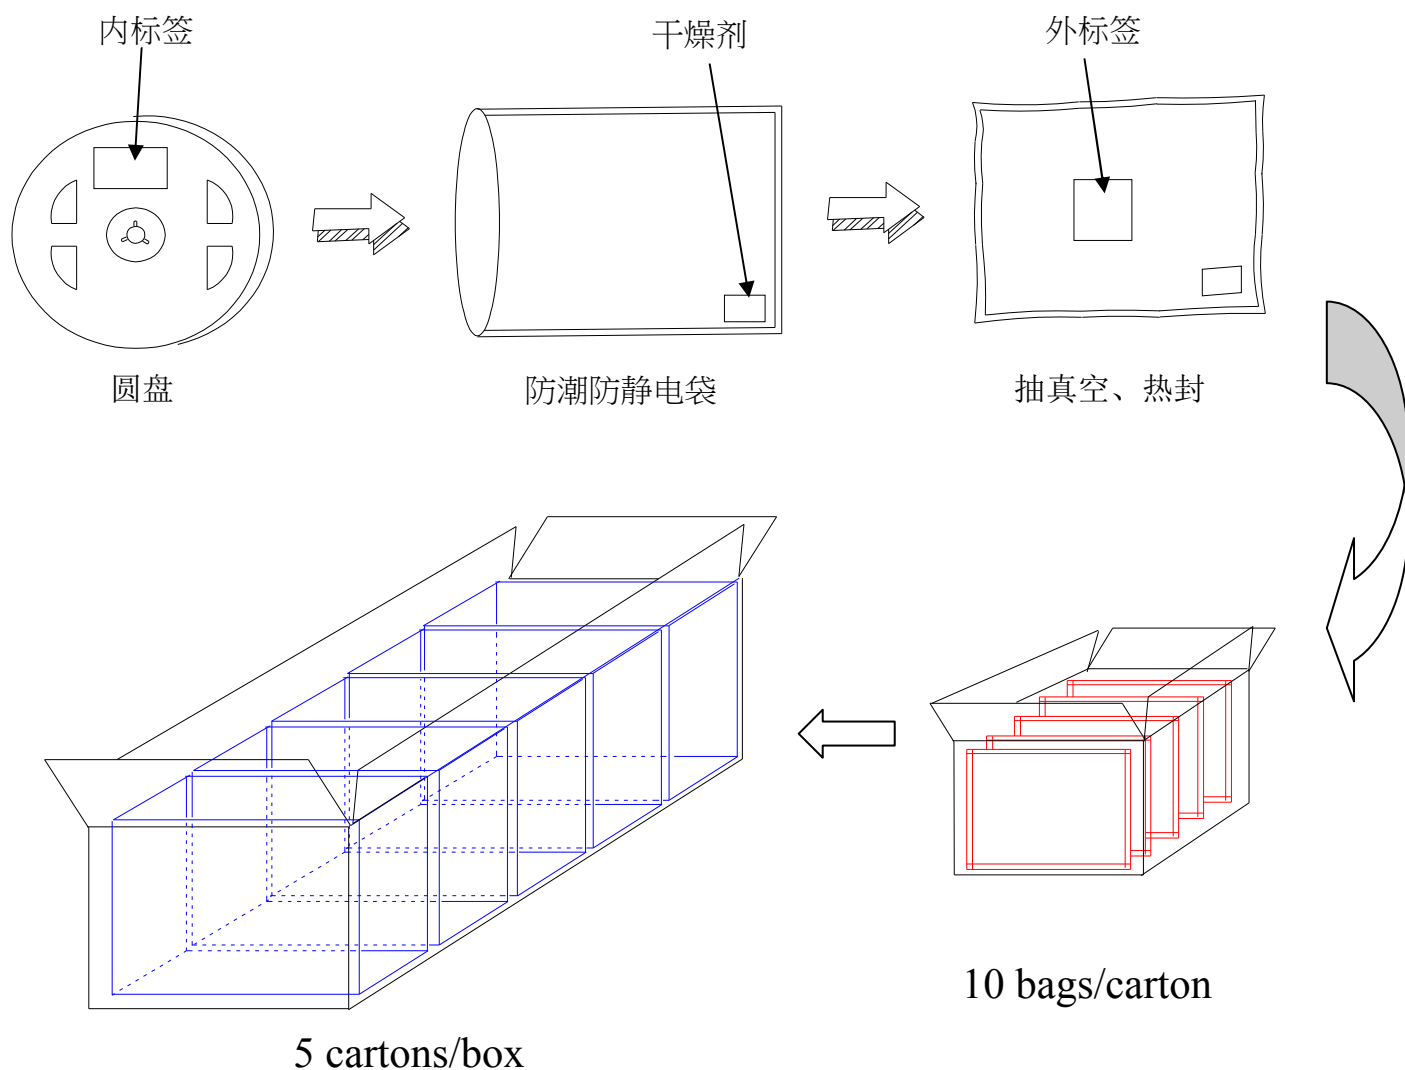 内标签
干燥剂
外标签
圆盘
防潮防静电袋
抽真空、热封
10 bags/carton
5 cartons/box